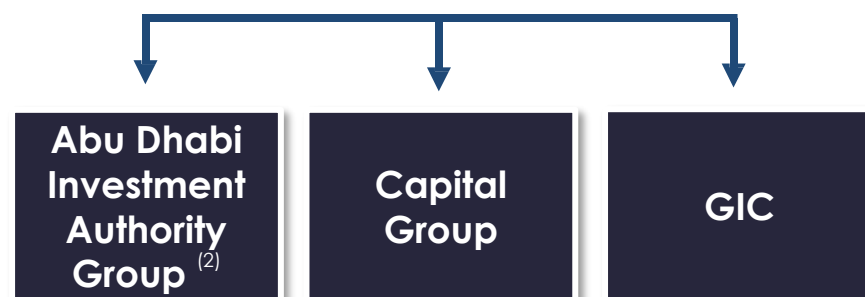 Abu Dhabi
Investment
Authority
Group (2)
Capital
Group
GIC